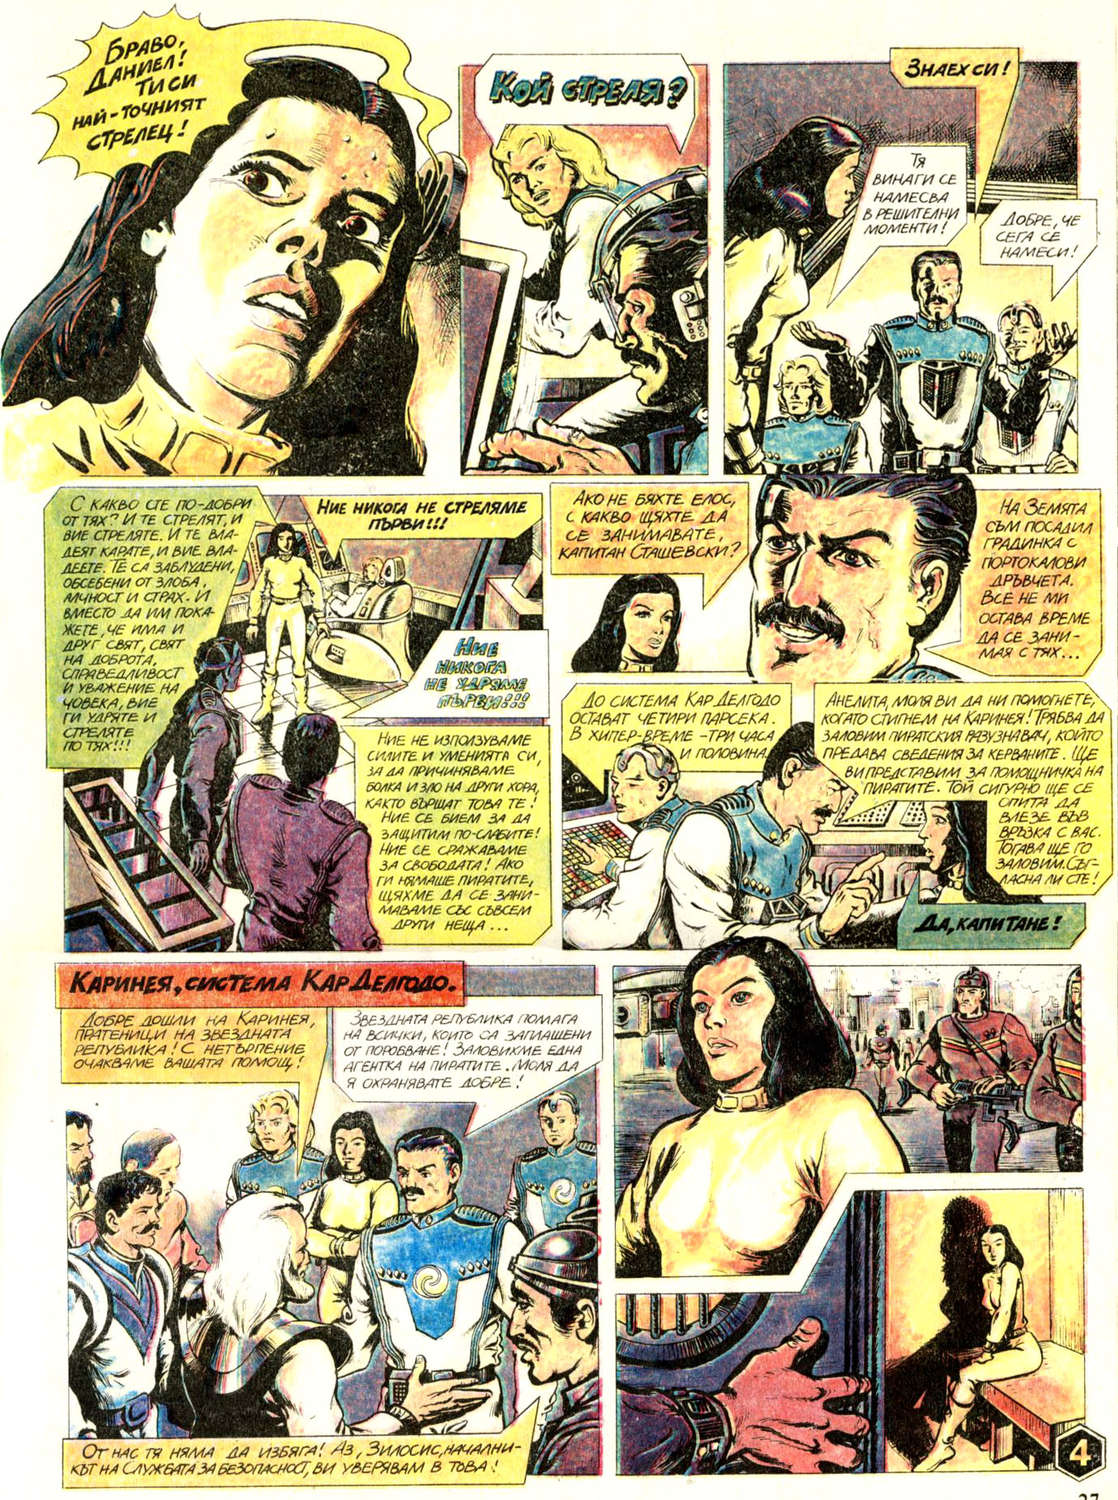 БРАВО,
ДАНИЕЛ!
ТИ СИ
НАЙ-ТОЧНИЯТ
СТРЕЛЕЦ!
КОЙ СТРЕЛЯ?
ЗНАЕХ СИ!
ТЯ
ВИНАГИ СЕ
НАМЕСВА
В РЕШИТЕЛНИ
МОМЕНТИ!
ДОБРЕ, ЧЕ
СЕГА СЕ
НАМЕСИ!
С КАКВО СТЕ ПО-ДОБРИ
ОТ ТЯХ? И ТЕ СТРЕЛЯТ, И
ВИЕ СТРЕЛЯТЕ. И ТЕ ВЛА-
ДЕЯТ КАРАТЕ, И ВИЕ ВЛА-
ДЕЕТЕ. ТЕ СА ЗАБЛУДЕНИ,
ОБСЕБЕНИ ОТ ЗЛОБА,
АЛЧНОСТ И СТРАХ. И
ВМЕСТО ДА ИМ ПОКА-
ЖЕТЕ, ЧЕ ИМА И
ДРУГ СВЯТ, СВЯТ
НА ДОБРОТА,
СПРАВЕДЛИВОСТ
И УВАЖЕНИЕ НА
ЧОВЕКА, ВИЕ
ГИ УДРЯТЕ И
СТРЕЛЯТЕ
ПО ТЯХ!!!
НИЕ НИКОГА НЕ СТРЕЛЯМЕ
ПЪРВИ!!!
НИЕ
НИКОГА
НЕ УДРЯМЕ
ПЪРВИ!!!
НИЕ НЕ ИЗПОЛЗУВАМЕ
СИЛИТЕ И УМЕНИЯТА СИ,
ЗА ДА ПРИЧИНЯВАМЕ
БОЛКА И ЗЛО НА ДРУГИ ХОРА,
КАКТО ВЪРШАТ ТОВА ТЕ!
НИЕ СЕ БИЕМ ЗА ДА
ЗАЩИТИМ ПО-СЛАБИТЕ!
НИЕ СЕ СРАЖАВАМЕ
ЗА СВОБОДАТА! АКО
ГИ НЯМАШЕ ПИРАТИТЕ,
ЩЯХМЕ ДА СЕ ЗАНИ-
МАВАМЕ СЪС СЪВСЕМ
ДРУГИ НЕЩА...
АКО НЕ БЯХТЕ ЕЛОС,
С КАКВО ЩЯХТЕ ДА
СЕ ЗАНИМАВАТЕ,
КАПИТАН СТАШЕВСКИ?
НА ЗЕМЯТА
СЪМ ПОСАДИЛ
ГРАДИНКА С
ПОРТОКАЛОВИ
ДРЪВЧЕТА.
ВСЕ НЕ МИ
ОСТАВА ВРЕМЕ
ДА СЕ ЗАНИ-
МАЯ С ТЯХ...
ДО СИСТЕМА КАР ДЕЛГОДО
ОСТАВАТ ЧЕТИРИ ПАРСЕКА.
В ХИПЕР-ВРЕМЕ – ТРИ ЧАСА
И ПОЛОВИНА.
АНЕЛИТА, МОЛЯ ВИ ДА НИ ПОМОГНЕТЕ,
КОГАТО СТИГНЕМ НА КАРИНЕЯ! ТРЯБВА ДА
ЗАЛОВИМ ПИРАТСКИЯ РАЗУЗНАВАЧ, КОЙТО
ПРЕДАВА СВЕДЕНИЯ ЗА КЕРВАНИТЕ. ЩЕ
ВИ ПРЕДСТАВИМ ЗА ПОМОЩНИЧКА НА
ПИРАТИТЕ. ТОЙ СИГУРНО ЩЕ СЕ
ОПИТА ДА
ВЛЕЗЕ ВЪВ
ВРЪЗКА С ВАС.
ТОГАВА ЩЕ ГО
ЗАЛОВИМ. СЪГ-
ЛАСНА ЛИ СТЕ!
ДА, КАПИТАНЕ!
КАРИНЕЯ, СИСТЕМА КАР ДЕЛГОДО.
ДОБРЕ ДОШЛИ НА КАРИНЕЯ,
ПРАТЕНИЦИ НА ЗВЕЗДНАТА
РЕПУБЛИКА! С НЕТЪРПЕНИЕ
ОЧАКВАМЕ ВАШАТА ПОМОЩ!
ЗВЕЗДНАТА РЕПУБЛИКА ПОМАГА
НА ВСИЧКИ, КОИТО СА ЗАПЛАШЕНИ
ОТ ПОРОБВАНЕ! ЗАЛОВИХМЕ ЕДНА
АГЕНТКА НА ПИРАТИТЕ. МОЛЯ ДА
Я ОХРАНЯВАТЕ ДОБРЕ!
ОТ НАС ТЯ НЯМА ДА ИЗБЯГА! АЗ, ЗИЛОСИС, НАЧАЛНИ-
КЪТ НА СЛУЖБАТА ЗА БЕЗОПАСНОСТ, ВИ УВЕРЯВАМ В ТОВА!
4
27